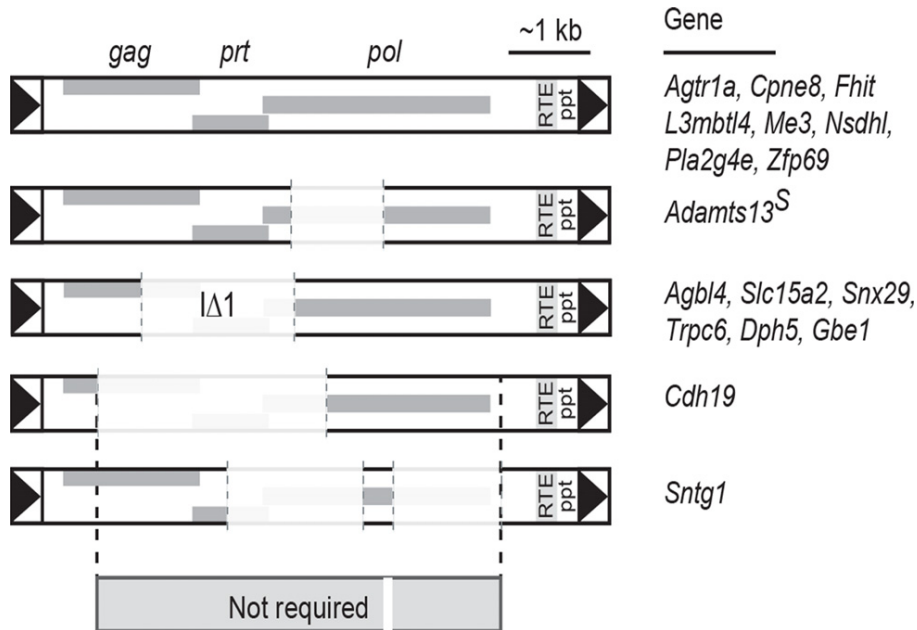 gag prt pol ~1 kb Gene
RTE ppt
Agtr1a, Cpne8, Fhit
L3mbtl4, Me3, Nsdhl,
Pla2g4e, Zfp69
RTE ppt
Adamts13S
IΔ1
RTE ppt
Agbl4, Slc15a2, Snx29,
Trpc6, Dph5, Gbe1
RTE ppt
Cdh19
RTE ppt
Sntg1
Not required